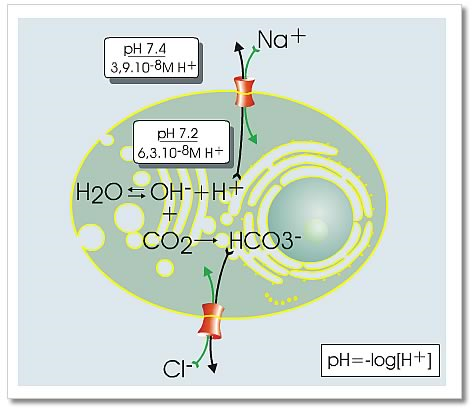 Na+
pH 7.4
3,9.10-8M H+
pH 7.2
6,3.10-8M H+
H2O ⇆ OH-+H+
+
CO2→HCO3-
Cl-
pH=-log[H+]